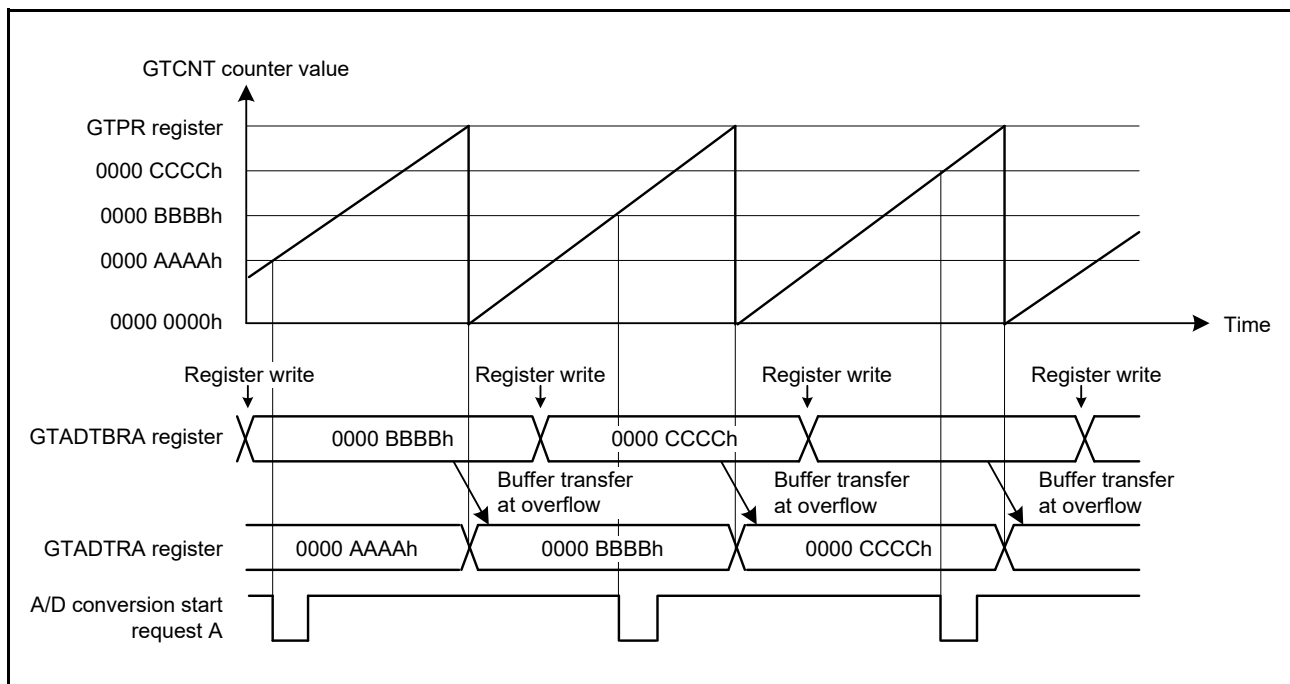 GTCNT counter value
GTPR register
0000 CCCCh
0000 BBBBh
0000 AAAAh
0000 0000h
Time
Register write
Register write
Register write
Register write
GTADTBRA register
0000 BBBBh
0000 CCCCh
Buffer transfer
at overflow
Buffer transfer
at overflow
Buffer transfer
at overflow
GTADTRA register
0000 AAAAh
0000 BBBBh
0000 CCCCh
A/D conversion start
request A